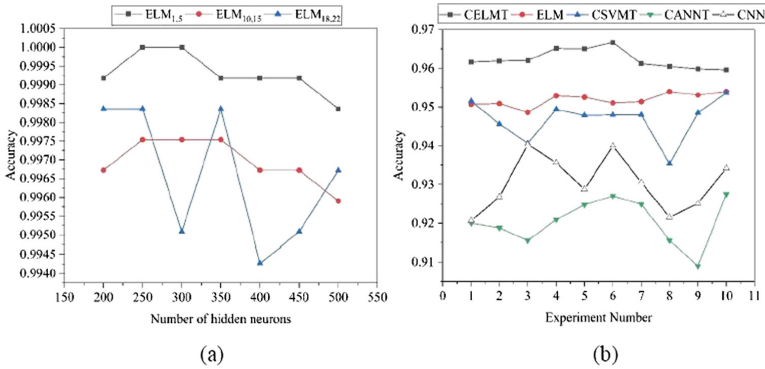 ELM1,5 ELM10,15 ELM18,22
1.0005
1.0000
0.9995
0.9990
0.9985
0.9980
0.9975
0.9970
0.9965
0.9960
0.9955
0.9950
0.9945
0.9940
Accuracy
150 200 250 300 350 400 450 500 550
Number of hidden neurons
(a)
CELMT ELM CSVMT CANNT CNN
0.97
0.96
0.95
0.94
0.93
0.92
0.91
Accuracy
0 1 2 3 4 5 6 7 8 9 10 11
Experiment Number
(b)